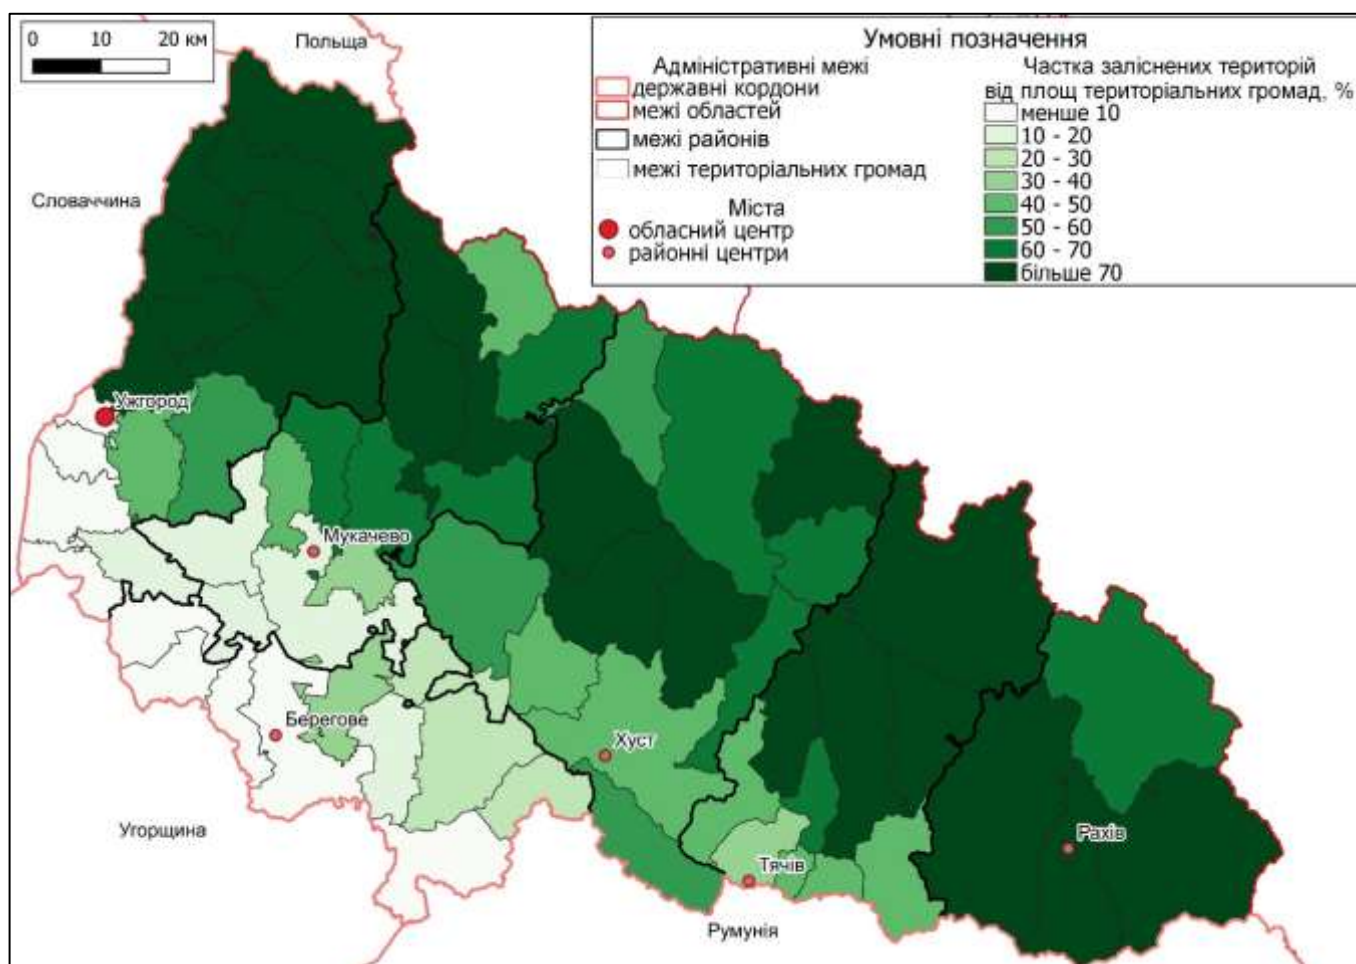 0 10 20 км
Польща
Умовні позначення
Адміністративні межі
державні кордони
межі областей
межі районів
межі територіальних громад
Міста
обласний центр
районні центри
Частка заліснених територій
від площ територіальних громад, %
менше 10
10 - 20
20 - 30
30 - 40
40 - 50
50 - 60
60 - 70
більше 70
Словаччина
Ужгород
Мукачево
Берегове
Хуст
Угорщина
Тячів
Рахів
Румунія